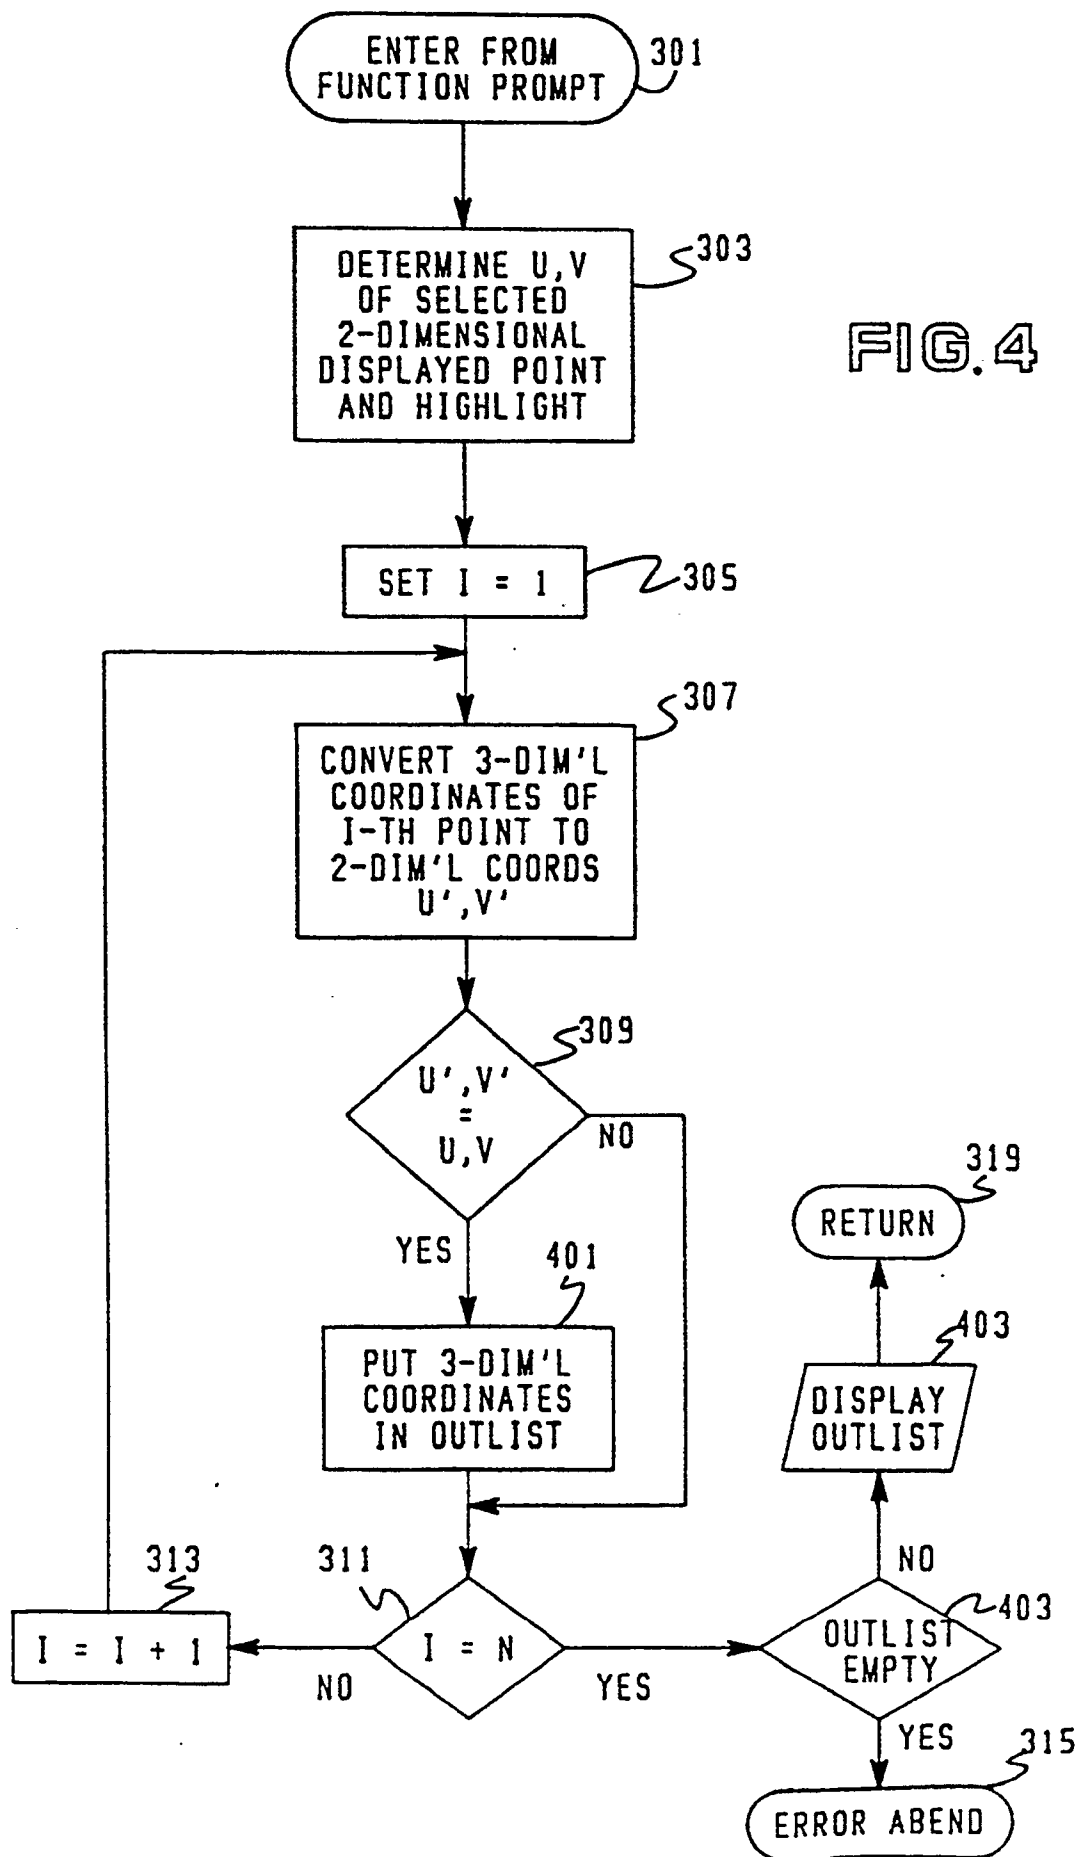 ENTER FROM
FUNCTION PROMPT
301
DETERMINE U,V
OF SELECTED
2-DIMENSIONAL
DISPLAYED POINT
AND HIGHLIGHT
303
FIG.4
SET I = 1
305
307
CONVERT 3-DIM'L
COORDINATES OF
I-TH POINT TO
2-DIM'L COORDS
U',V'
309
U',V'
=
U,V
NO
YES
401
PUT 3-DIM'L
COORDINATES
IN OUTLIST
319
RETURN
403
DISPLAY
OUTLIST
NO
313
I = I + 1
311
I = N
NO
YES
403
OUTLIST
EMPTY
YES
315
ERROR ABEND